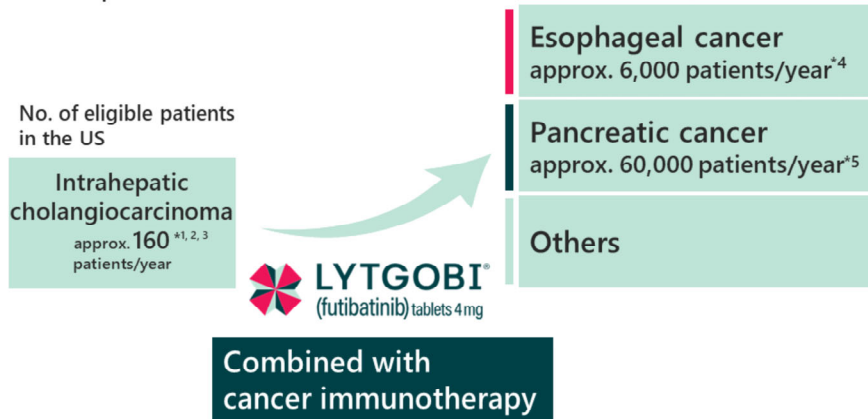 No. of eligible patients
in the US
Intrahepatic
cholangiocarcinoma
approx. 160 *1, 2, 3
patients/year
LYTGOBI®
(futibatinib) tablets 4 mg
Combined with
cancer immunotherapy
Esophageal cancer
approx. 6,000 patients/year*4
Pancreatic cancer
approx. 60,000 patients/year*5
Others